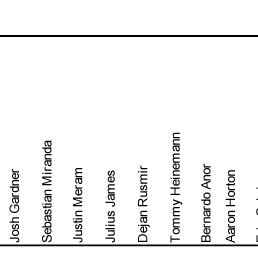 Josh Gardner
Sebastian Miranda
Justin Meram
Julius James
Dejan Rusmir
Tommy Heinemann
Bernardo Anor
Aaron Horton